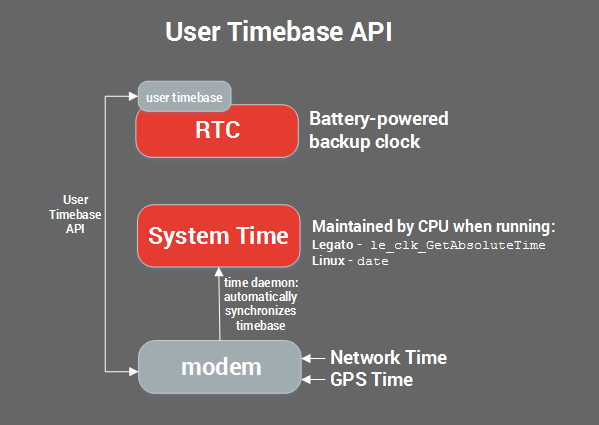 User Timebase API
user timebase
RTC
Battery-powered
backup clock
User
Timebase
API
System Time
Maintained by CPU when running:
Legato - le_clk_GetAbsoluteTime
Linux - date
time daemon:
automatically
synchronizes
timebase
modem
Network Time
GPS Time